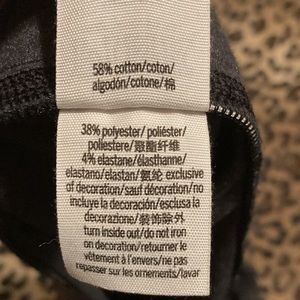 58% cotton/coton/
algodón/cotone/棉
38% polyester/poliéster/
poliestere/聚酯纤维
4% elastane/élasthanne/
elastano/elastan/氨纶 exclusive
of decoration/sauf décoration/no
incluye la decoración/esclusa la
decorazione/装饰除外
turn inside out/do not iron
on decoration/retourner le
vêtement à l'envers/ne pas
repasser sur les ornements/lavar